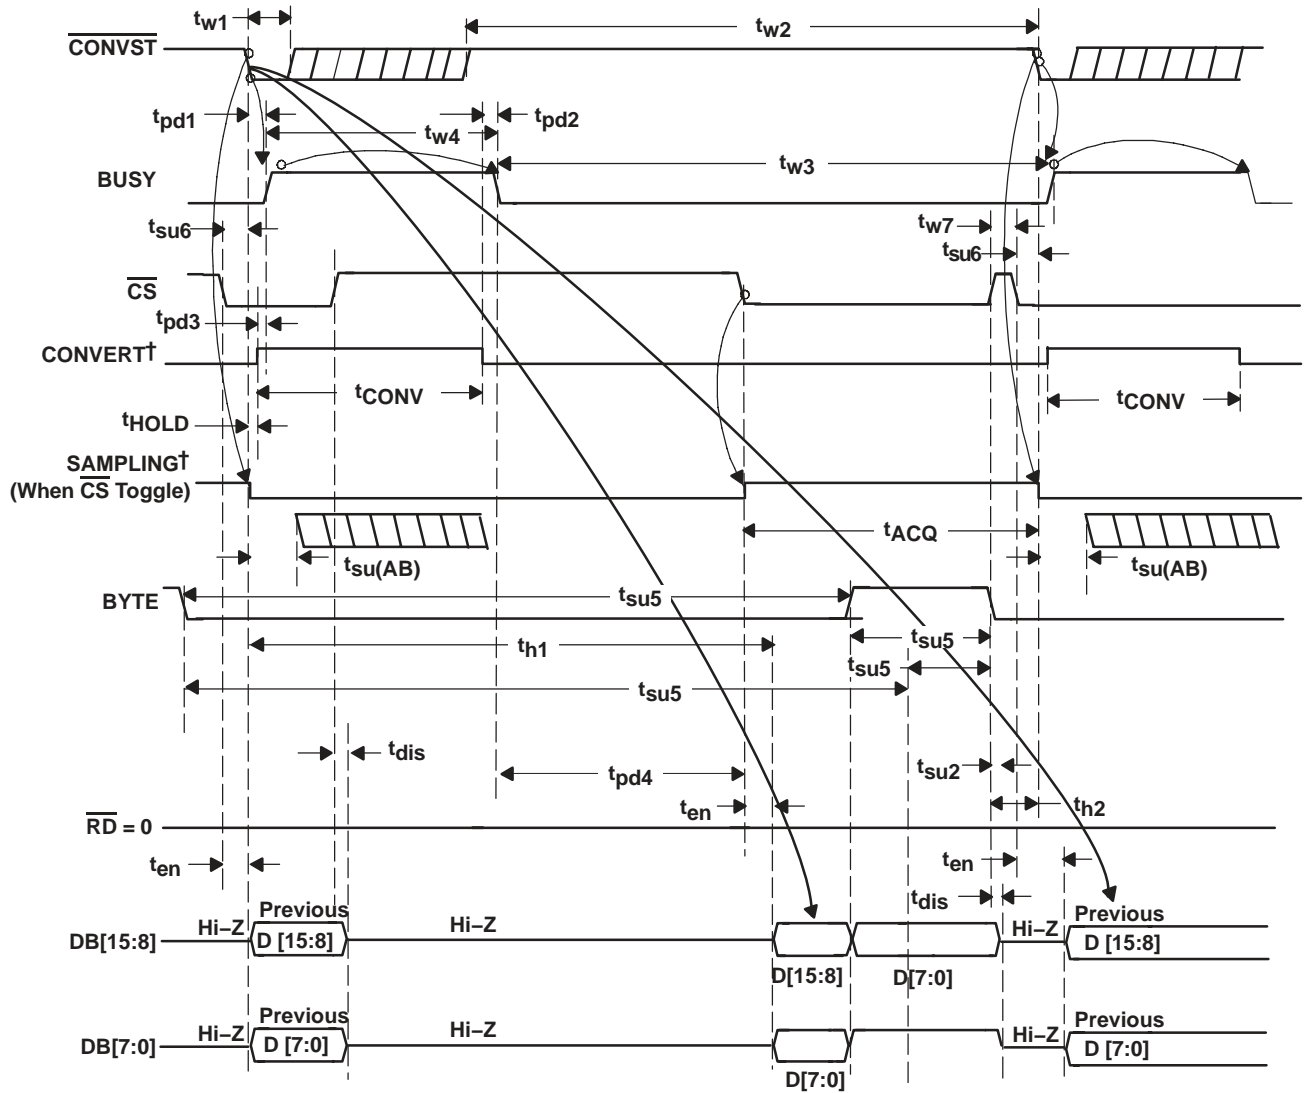 tw1
tw2
CONVST
tpd1
tw4
tpd2
tw3
BUSY
tsu6
tw7
tsu6
CS
tpd3
CONVERT†
tCONV
tCONV
tHOLD
SAMPLING†
(When CS Toggle)
tACQ
tsu(AB)
tsu(AB)
BYTE
tsu5
tsu5
th1
tsu5
tsu5
tdis
tsu2
tpd4
ten
th2
RD = 0
ten
ten
tdis
Previous
Previous
DB[15:8]
Hi–Z
D [15:8]
Hi–Z
Hi–Z
D [15:8]
D[15:8]
D[7:0]
Previous
Previous
DB[7:0]
Hi–Z
D [7:0]
Hi–Z
Hi–Z
D [7:0]
D[7:0]